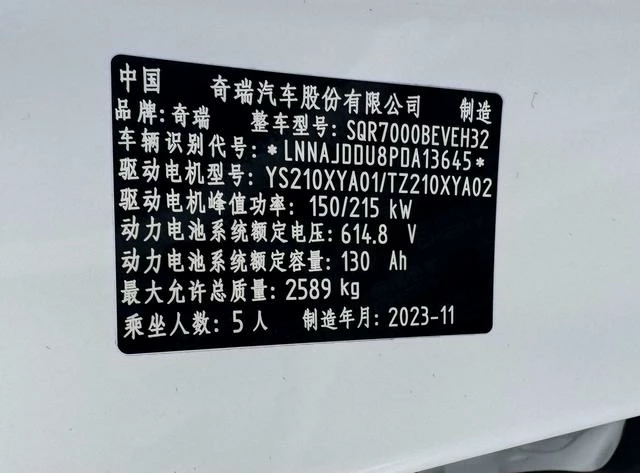 中国 奇瑞汽车股份有限公司 制造
品牌: 奇瑞 整车型号: SQR7000BEVEH32
车辆识别代号: *LNNAJDDU8PDA13645*
驱动电机型号: YS210XYA01/TZ210XYA02
驱动电机峰值功率: 150/215 kW
动力电池系统额定电压: 614.8 V
动力电池系统额定容量: 130 Ah
最大允许总质量: 2589 kg
乘坐人数: 5 人 制造年月: 2023-11